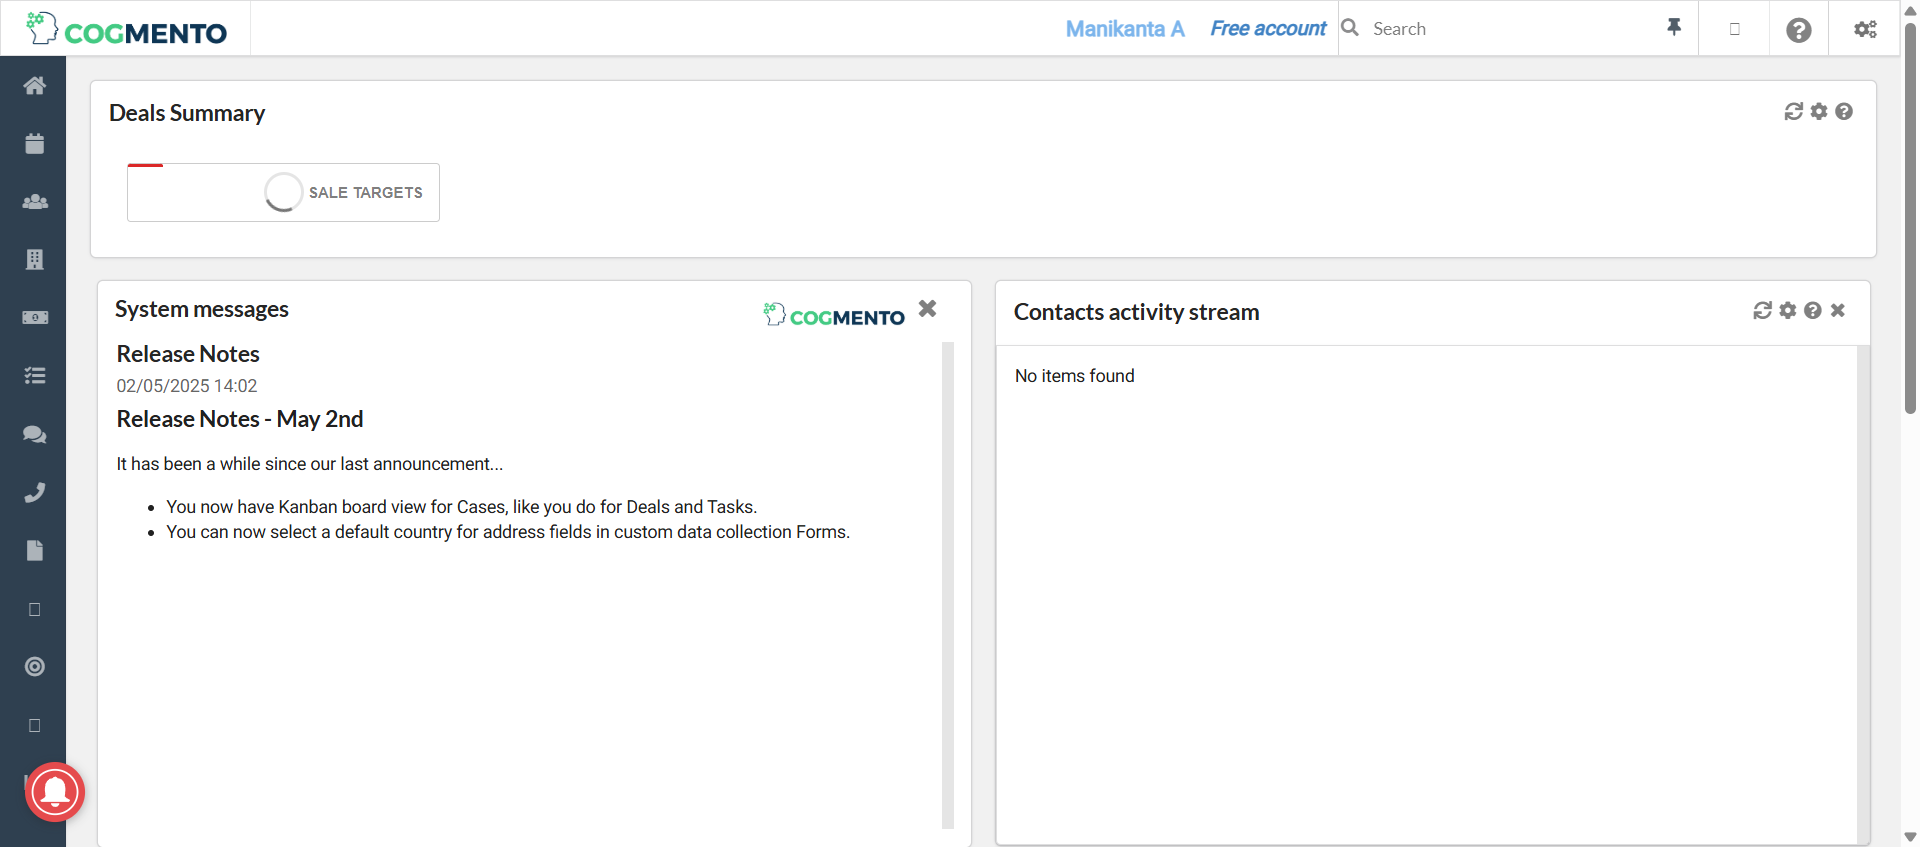 COGMENTO
Manikanta A
Free account
Search
Deals Summary
SALE TARGETS
System messages
COGMENTO
Release Notes
02/05/2025 14:02
Release Notes - May 2nd
It has been a while since our last announcement...
• You now have Kanban board view for Cases, like you do for Deals and Tasks.
• You can now select a default country for address fields in custom data collection Forms.
Contacts activity stream
No items found